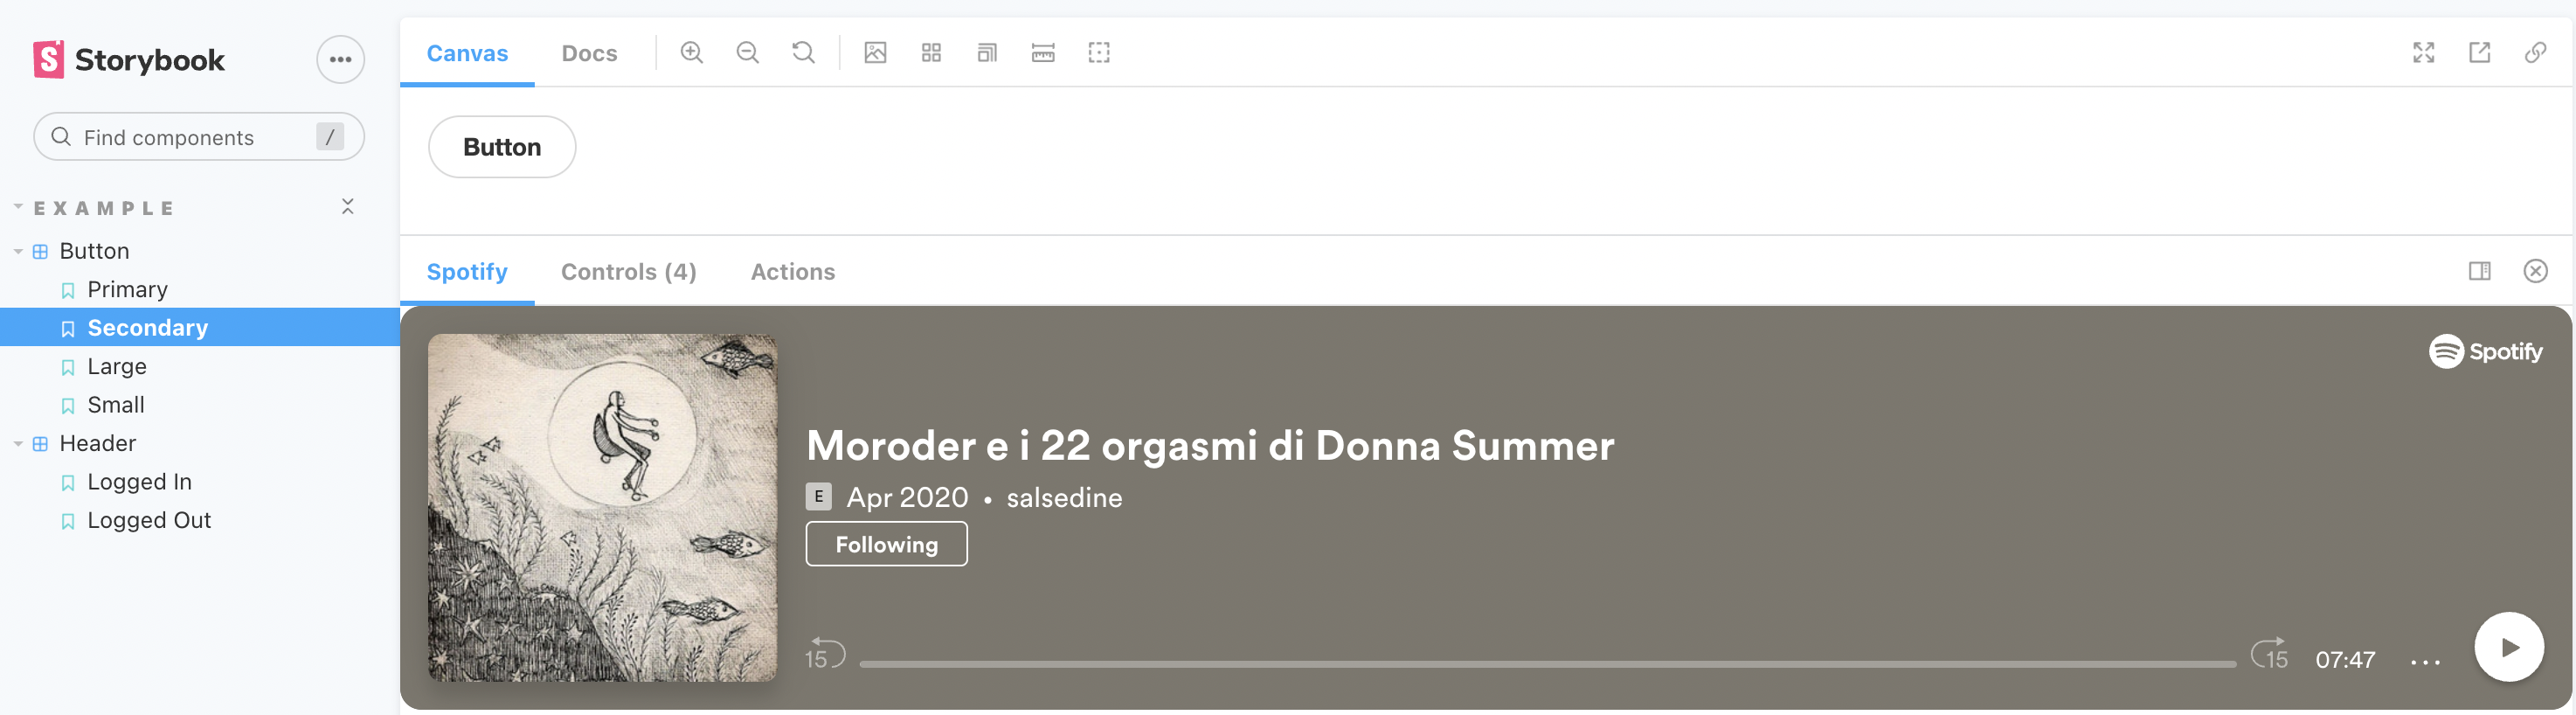 Storybook
Find components /
EXAMPLE
Button
Primary
Secondary
Large
Small
Header
Logged In
Logged Out
Canvas Docs
Button
Spotify Controls (4) Actions
Spotify
Moroder e i 22 orgasmi di Donna Summer
E Apr 2020 • salsedine
Following
15 15 07:47 ...